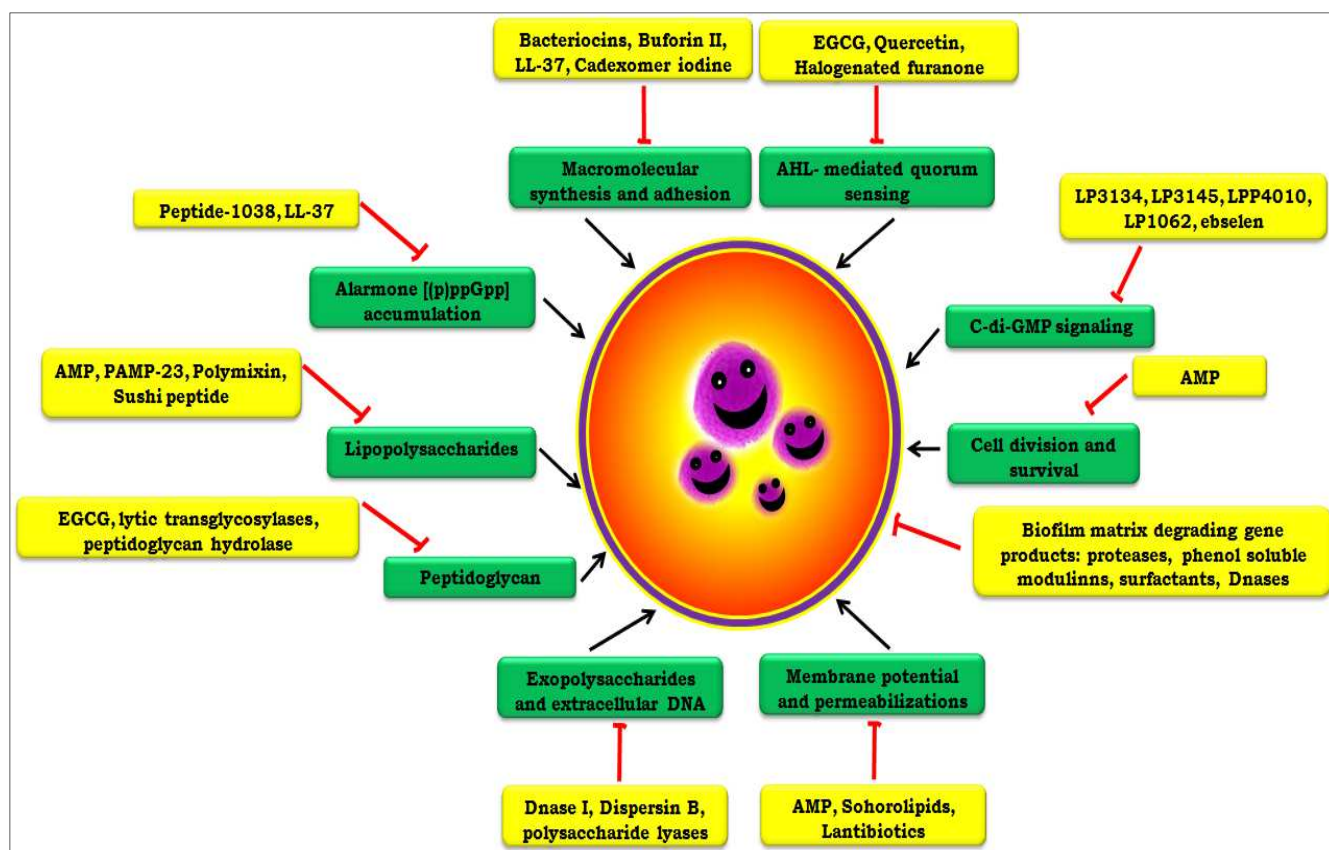 Bacteriocins, Buforin II,
LL-37, Cadexomer iodine
EGCG, Quercetin,
Halogenated furanone
Macromolecular
synthesis and adhesion
AHL- mediated quorum
sensing
LP3134, LP3145, LPP4010,
LP1062, ebselen
Peptide-1038, LL-37
Alarmone [(p)ppGpp]
accumulation
C-di-GMP signaling
AMP, PAMP-23, Polymixin,
Sushi peptide
AMP
Lipopolysaccharides
Cell division and
survival
EGCG, lytic transglycosylases,
peptidoglycan hydrolase
Peptidoglycan
Biofilm matrix degrading gene
products: proteases, phenol soluble
modulinns, surfactants, Dnases
Exopolysaccharides
and extracellular DNA
Membrane potential
and permeabilizations
Dnase I, Dispersin B,
polysaccharide lyases
AMP, Sohorolipids,
Lantibiotics